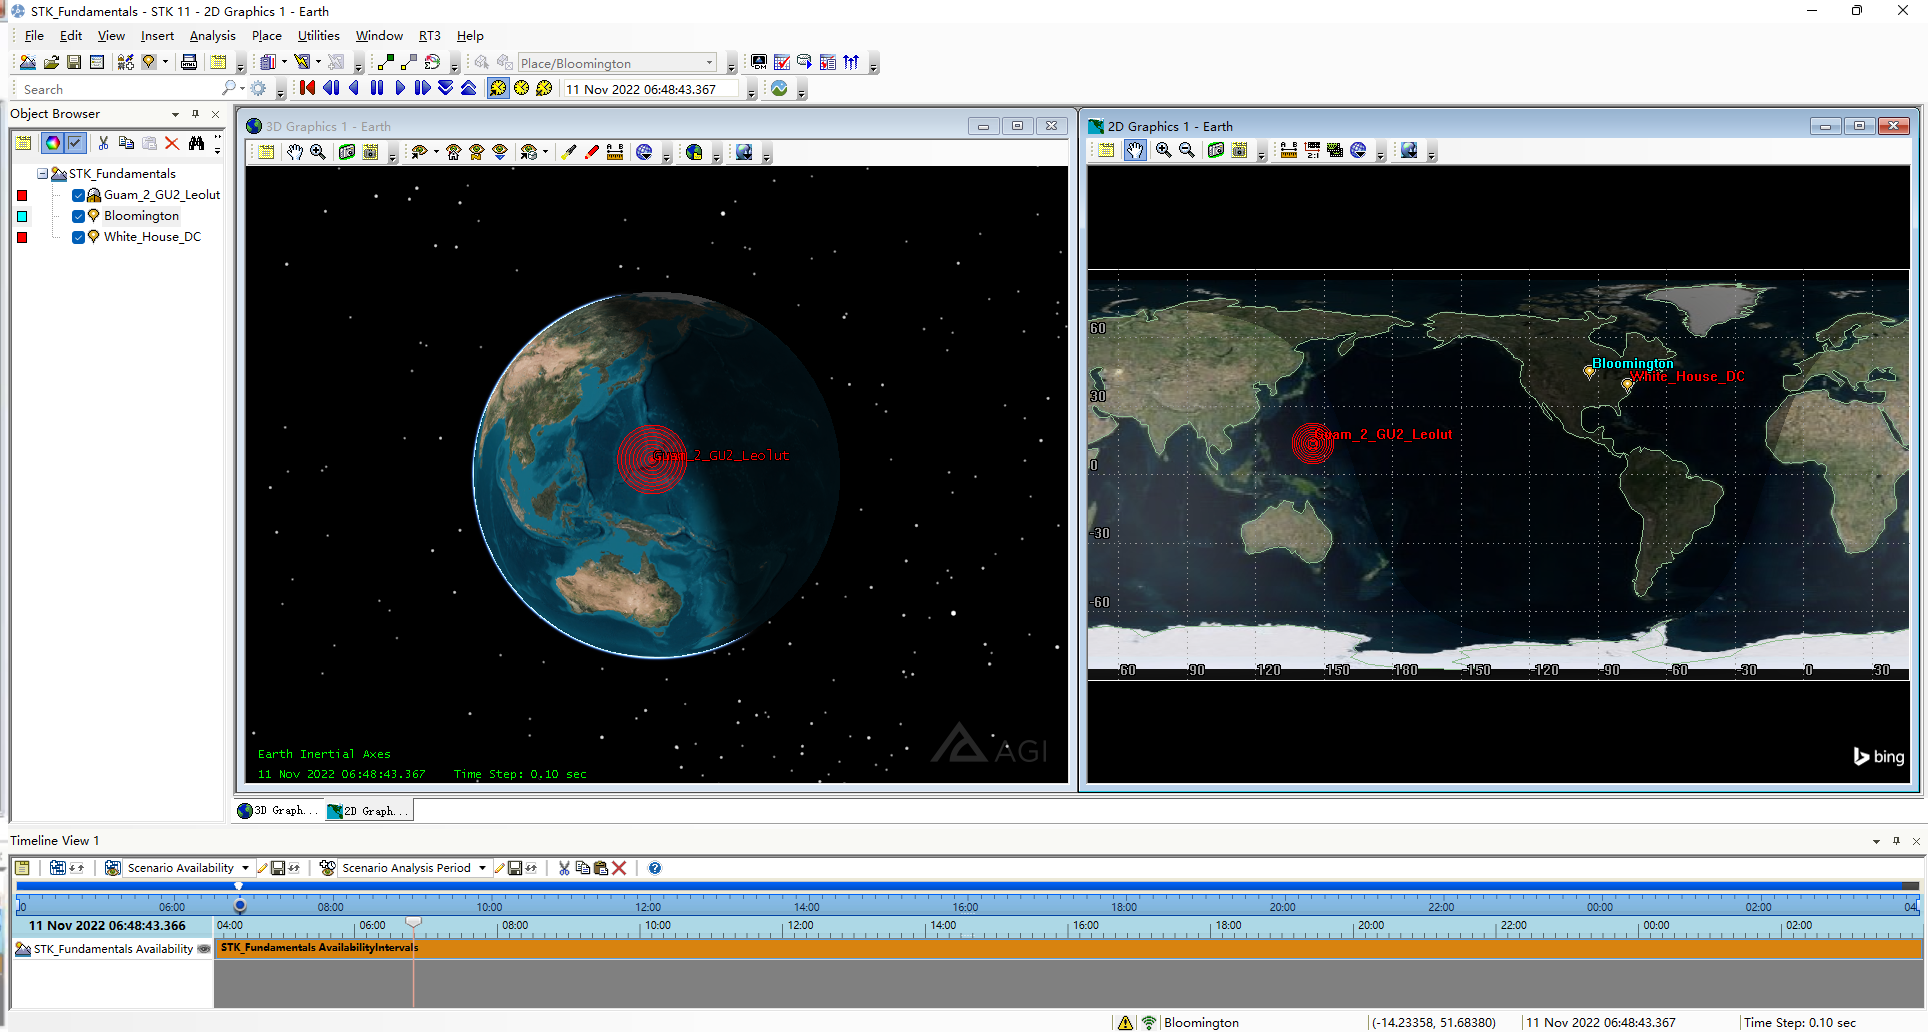 STK_Fundamentals - STK 11 - 2D Graphics 1 - Earth
File Edit View Insert Analysis Place Utilities Window RT3 Help
Place/Bloomington
Search
11 Nov 2022 06:48:43.367
Object Browser
STK_Fundamentals
Guam_2_GU2_Leolut
Bloomington
White_House_DC
3D Graphics 1 - Earth
Guam_2_GU2_Leolut
Earth Inertial Axes
11 Nov 2022 06:48:43.367 Time Step: 0.10 sec
AGI
2D Graphics 1 - Earth
60
Bloomington
White_House_DC
30
Guam_2_GU2_Leolut
0
-30
-60
60 90 120 150 180 -150 -120 -90 -60 -30 0 30
bing
3D Graph... 2D Graph...
Timeline View 1
Scenario Availability Scenario Analysis Period
06:00 08:00 10:00 12:00 14:00 16:00 18:00 20:00 22:00 00:00 02:00 04
11 Nov 2022 06:48:43.366 04:00 06:00 08:00 10:00 12:00 14:00 16:00 18:00 20:00 22:00 00:00 02:00
STK_Fundamentals Availability STK_Fundamentals AvailabilityIntervals
Bloomington (-14.23358, 51.68380) 11 Nov 2022 06:48:43.367 Time Step: 0.10 sec